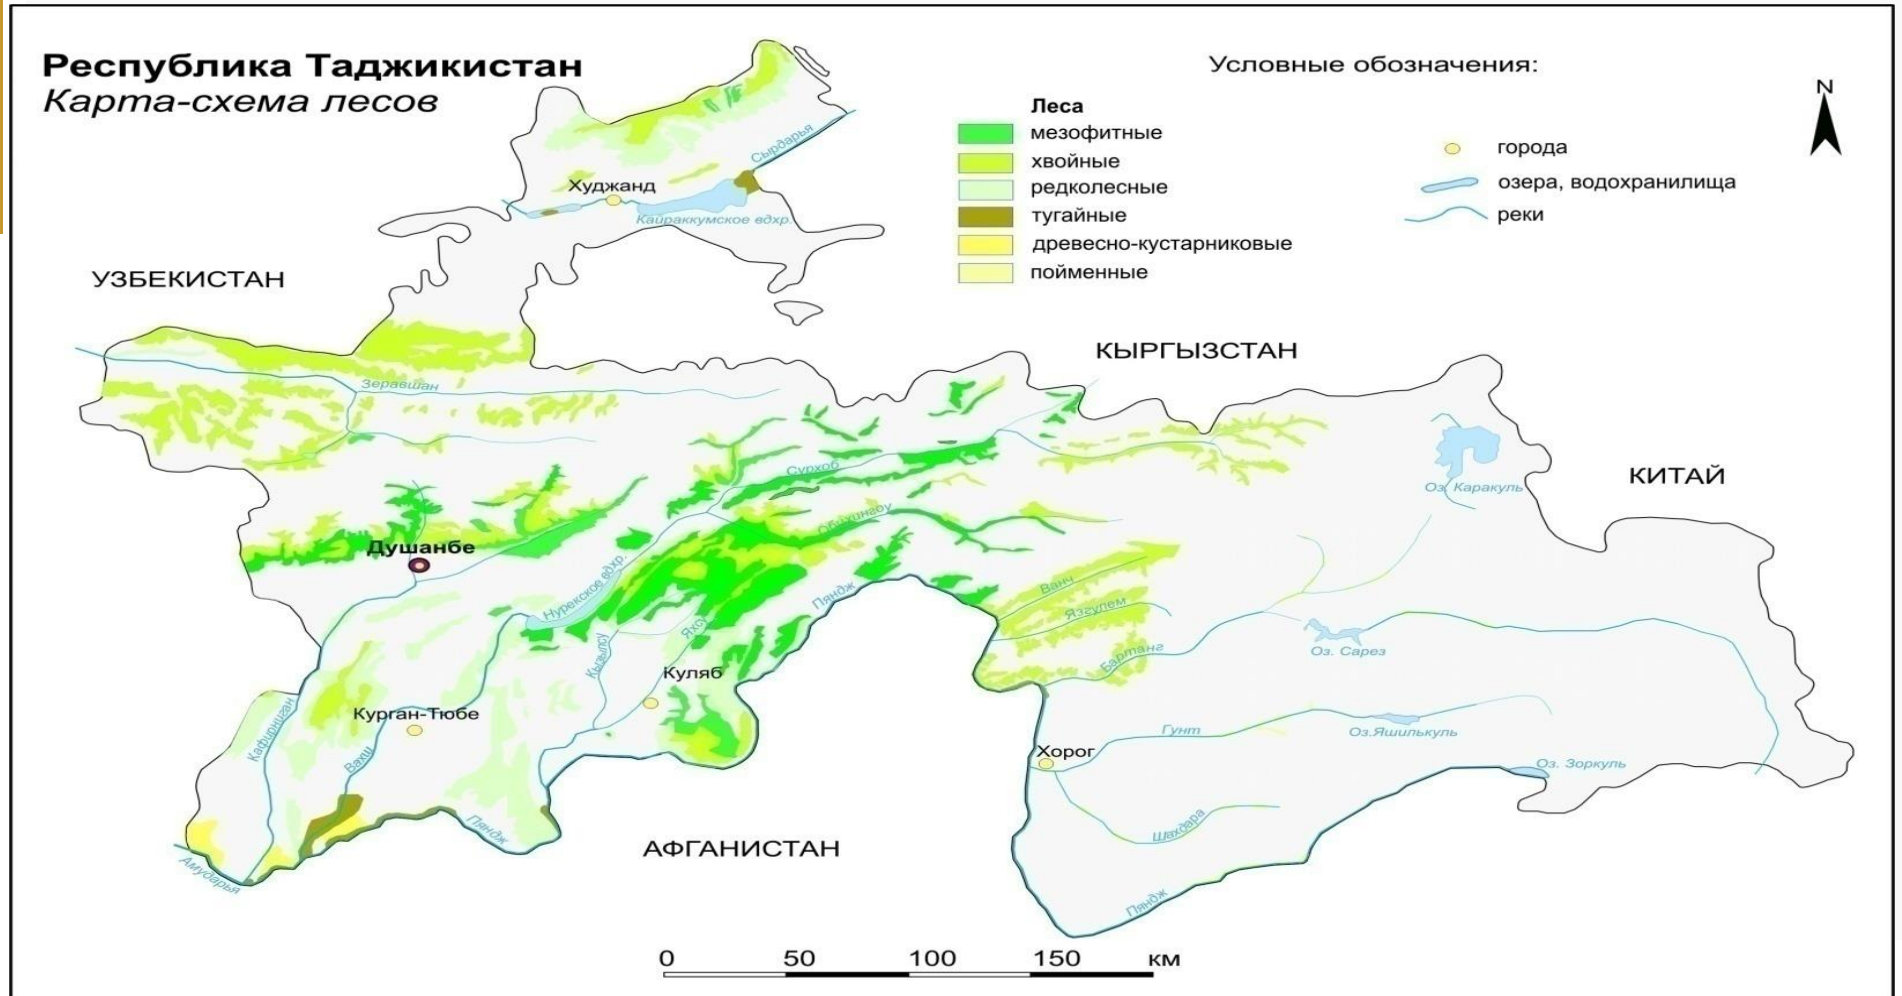 Республика Таджикистан
Карта-схема лесов
Условные обозначения:
Леса
мезофитные
хвойные
редколесные
тугайные
древесно-кустарниковые
пойменные
города
озера, водохранилища
реки
N
Сырдарья
Худжанд
Кайраккумское вдхр.
УЗБЕКИСТАН
КЫРГЫЗСТАН
Зеравшан
Сурхоб
КИТАЙ
Оз. Каракуль
Обихингоу
Душанбе
Нурекское вдхр.
Пяндж
Ванч
Язгулем
Яхсу
Кызылсу
Бартанг
Оз. Сарез
Куляб
Кафирниган
Курган-Тюбе
Вахш
Гунт
Оз.Яшилькуль
Хорог
Оз. Зоркуль
Пяндж
Шахдара
АФГАНИСТАН
Амударья
Пяндж
0 50 100 150 км